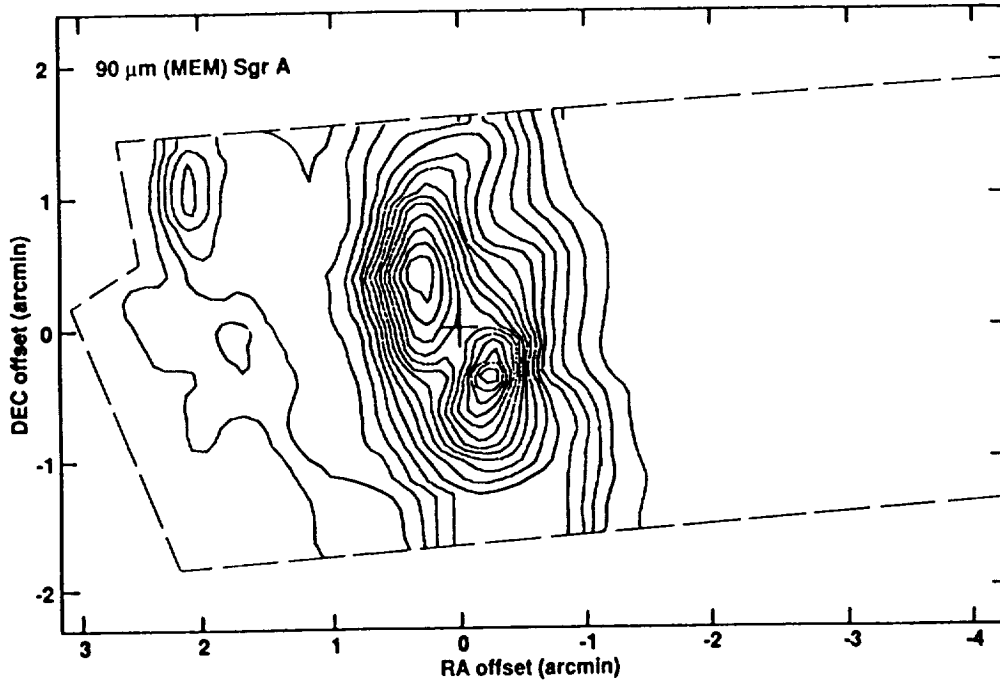 90 μm (MEM) Sgr A
2
1
0
-1
-2
DEC offset (arcmin)
3 2 1 0 -1 -2 -3 -4
RA offset (arcmin)